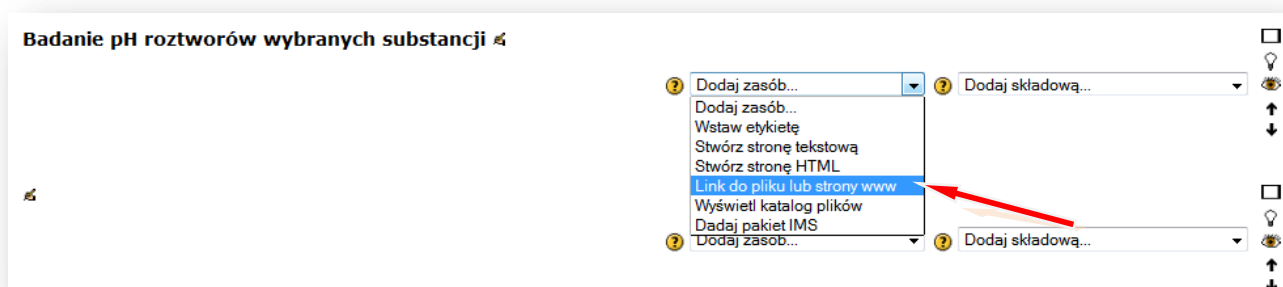 Badanie pH roztworów wybranych substancji
Dodaj zasób... Dodaj składową...
Dodaj zasób...
Wstaw etykietę
Stwórz stronę tekstową
Stwórz stronę HTML
Link do pliku lub strony www
Wyświetl katalog plików
Dadaj pakiet IMS
Dodaj zasób... Dodaj składową...